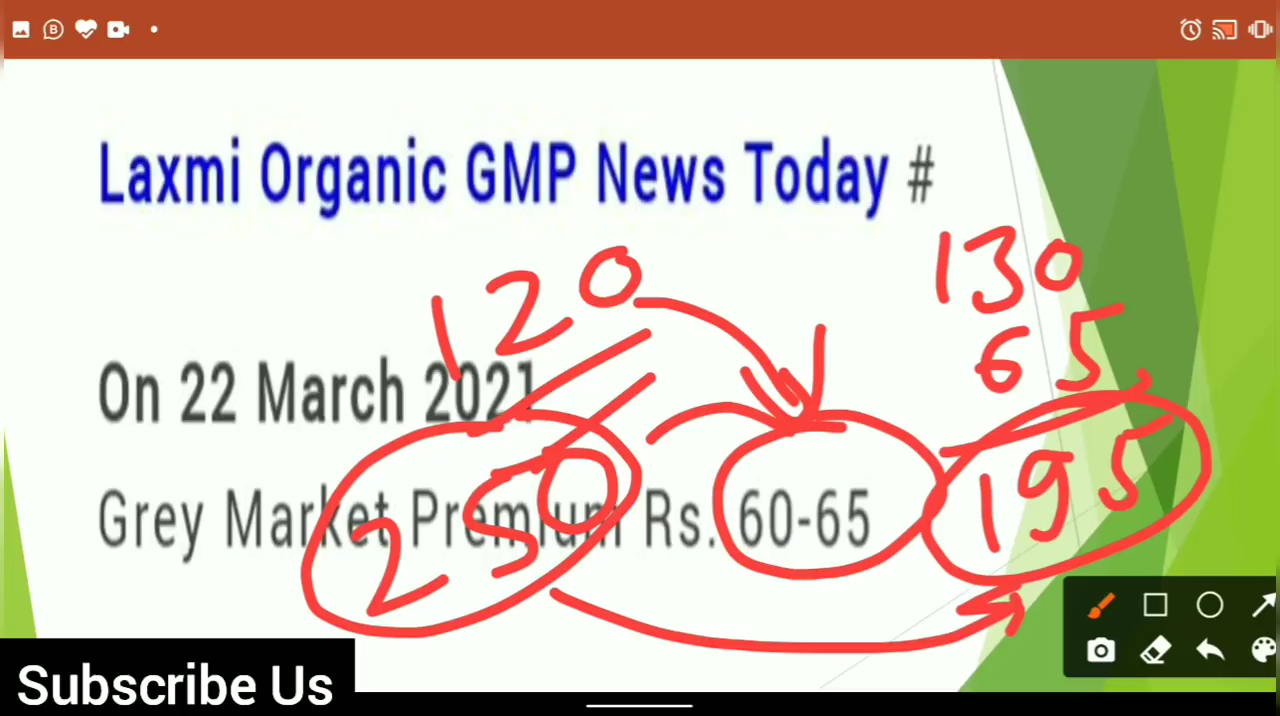 Laxmi Organic GMP News Today #
130
120
65,
On 22 March 2021
195
250
Grey Market Premium Rs. 60-65
Subscribe Us